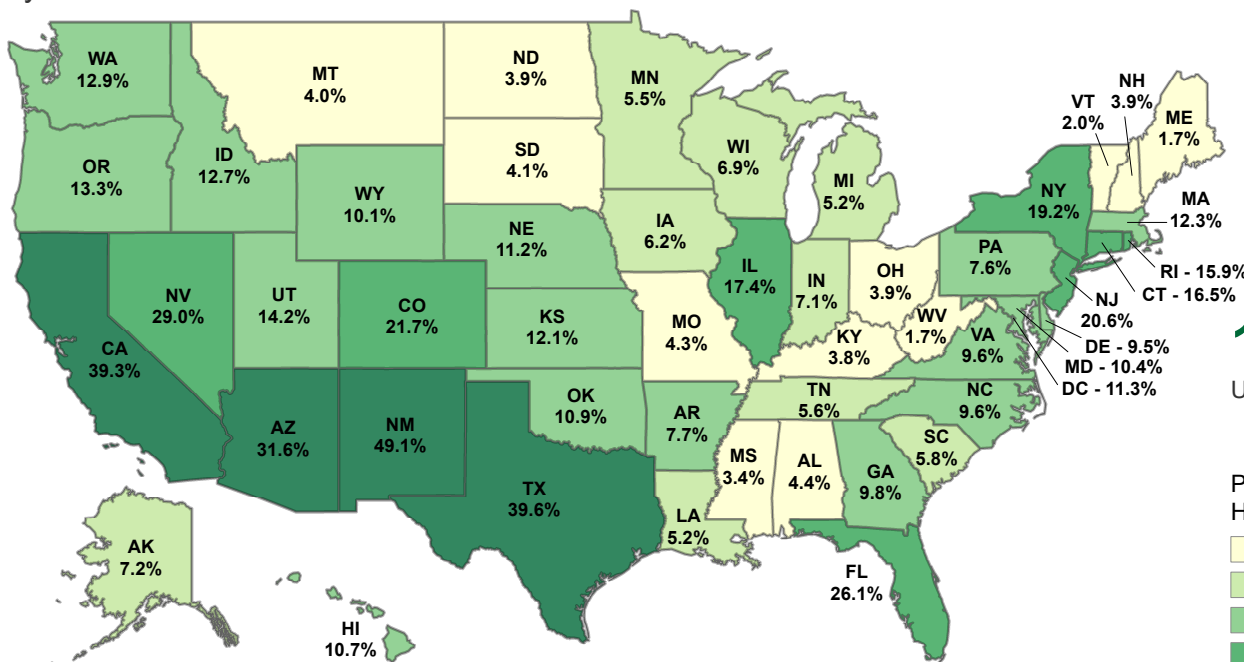 WA
12.9%
MT
4.0%
ND
3.9%
MN
5.5%
VT
2.0%
NH
3.9%
ME
1.7%
OR
13.3%
ID
12.7%
SD
4.1%
WI
6.9%
MI
5.2%
NY
19.2%
MA
12.3%
WY
10.1%
NE
11.2%
IA
6.2%
PA
7.6%
RI - 15.9%
CT - 16.5%
NV
29.0%
UT
14.2%
CO
21.7%
KS
12.1%
MO
4.3%
IL
17.4%
IN
7.1%
OH
3.9%
NJ
20.6%
CA
39.3%
KY
3.8%
WV
1.7%
VA
9.6%
DE - 9.5%
MD - 10.4%
DC - 11.3%
AZ
31.6%
NM
49.1%
OK
10.9%
AR
7.7%
TN
5.6%
NC
9.6%
U
TX
39.6%
MS
3.4%
AL
4.4%
GA
9.8%
SC
5.8%
P
H
LA
5.2%
AK
7.2%
FL
26.1%
HI
10.7%